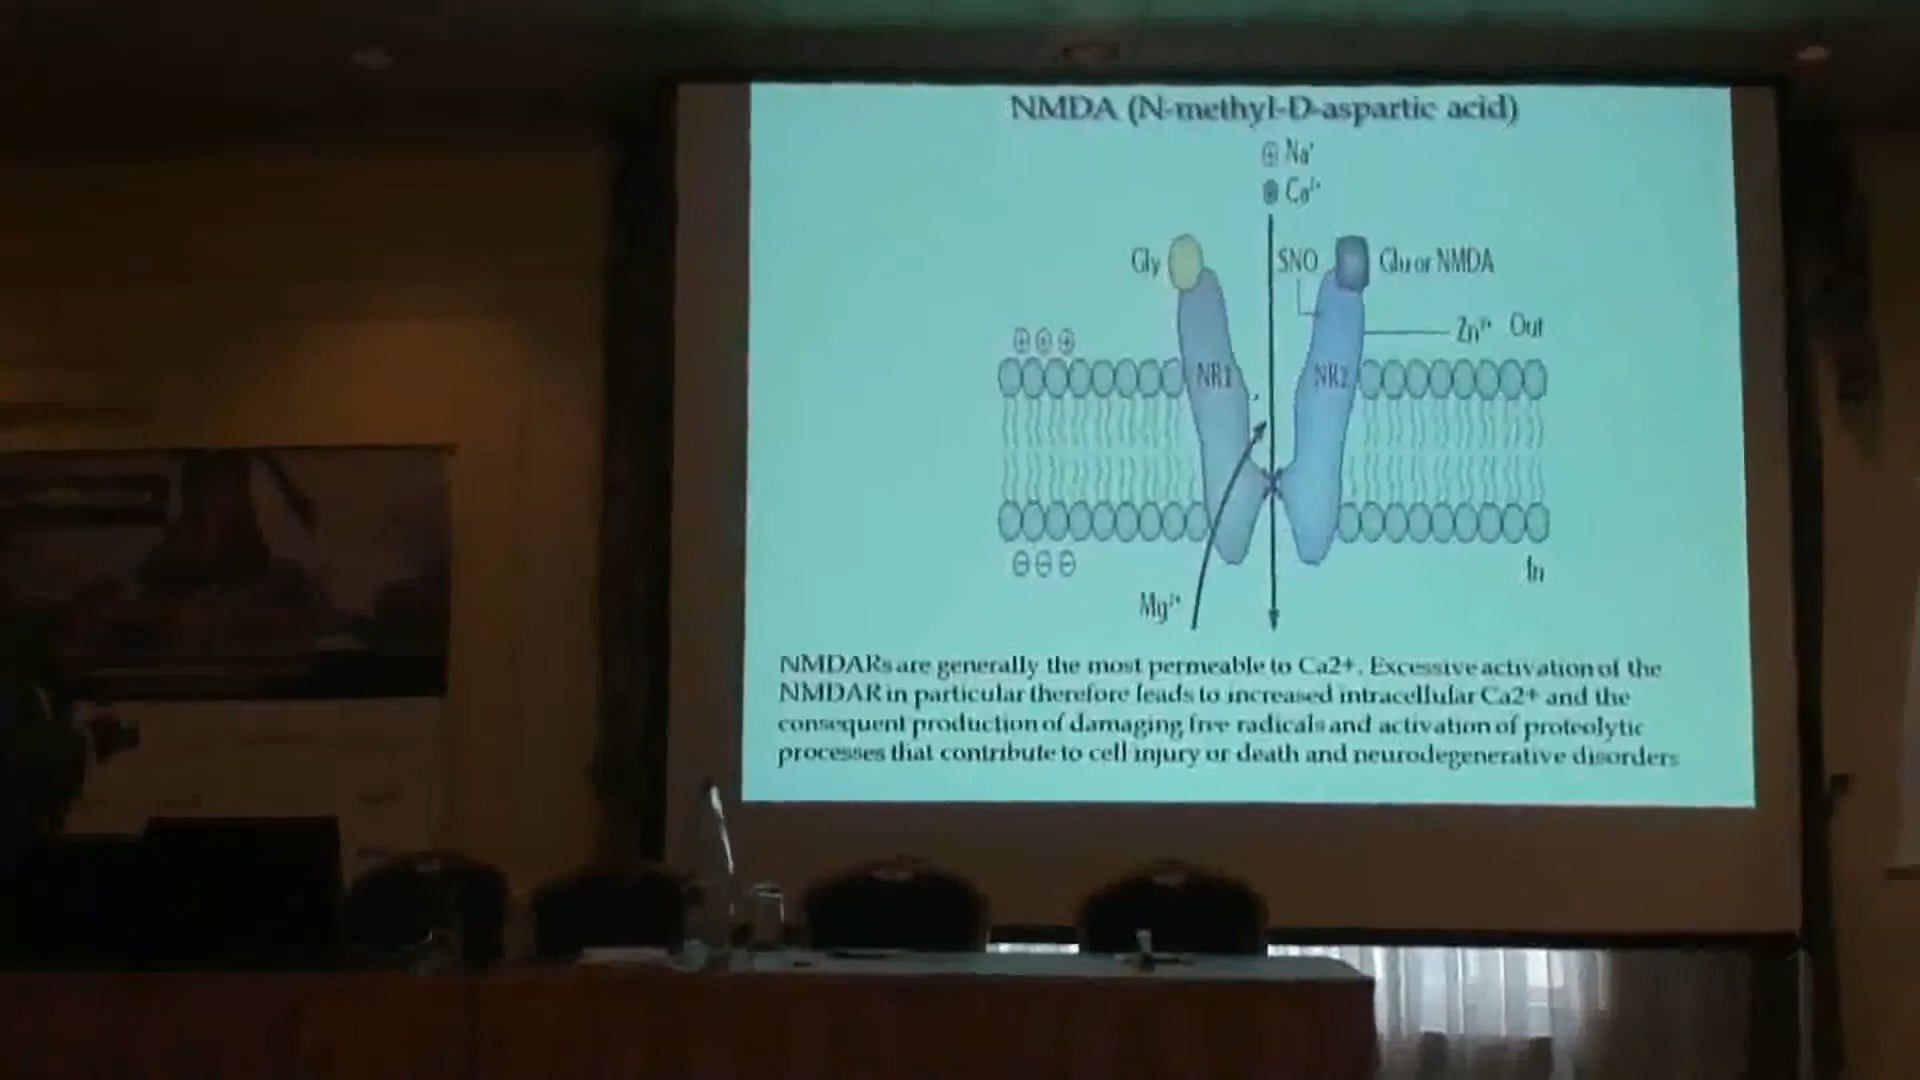 NMDA (N-methyl-D-aspartic acid)
Na⁺
Ca²⁺
Gly
SNO
Glu or NMDA
Zn²⁺ Out
NR1
NR2
In
Mg²⁺
NMDARs are generally the most permeable to Ca2+. Excessive activation of the
NMDAR in particular therefore leads to increased intracellular Ca2+ and the
consequent production of damaging free radicals and activation of proteolytic
processes that contribute to cell injury or death and neurodegenerative disorders